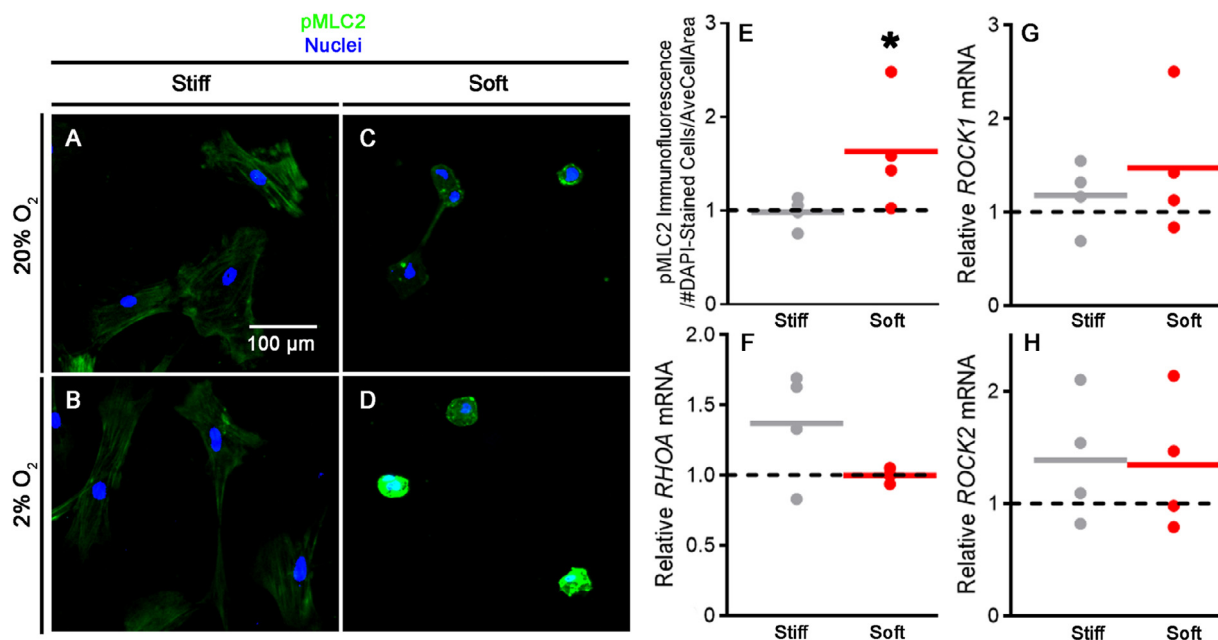 pMLC2
Nuclei
Stiff
Soft
20% O₂
2% O₂
A
C
100 µm
B
D
E
*
pMLC2 Immunofluorescence
/#DAPI-Stained Cells/AveCellArea
3
2
1
0
Stiff
Soft
G
Relative ROCK1 mRNA
3
2
1
0
Stiff
Soft
F
Relative RHOA mRNA
2.0
1.5
1.0
0.5
0
Stiff
Soft
H
Relative ROCK2 mRNA
2
1
0
Stiff
Soft